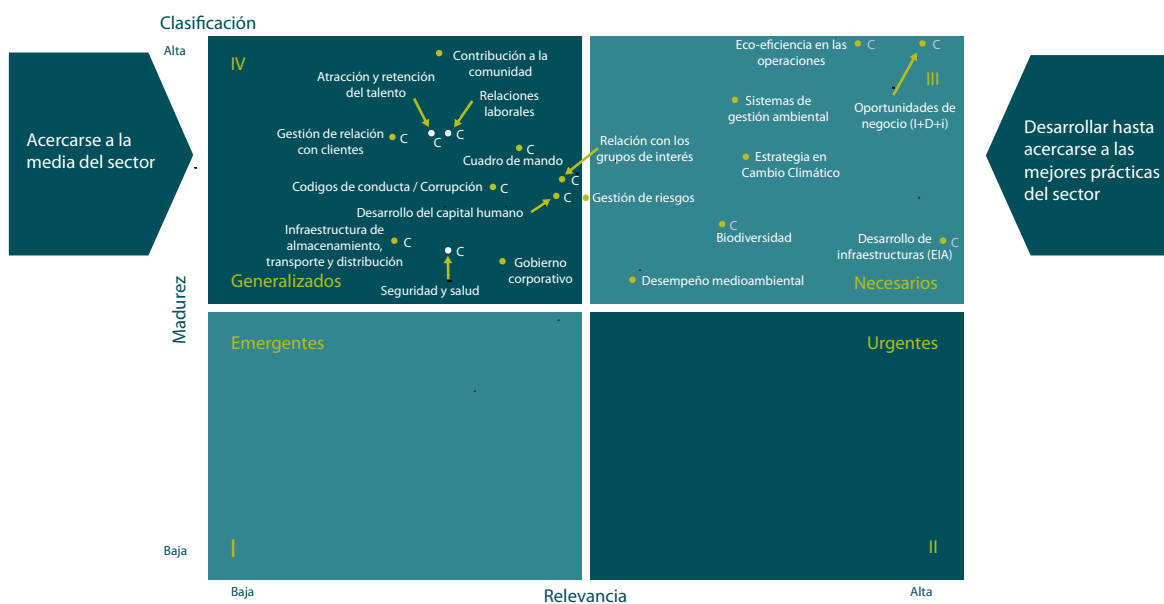 Clasificación
Alta
Acercarse a la
media del sector
IV
Contribución a la
comunidad
Atracción y retención
del talento
Relaciones
laborales
Gestión de relación
con clientes
C
C
C
C
Cuadro de mando
Codigos de conducta / Corrupción
C
Relación con los
grupos de interés
C
Desarrollo del capital humano
C
Infraestructura de
almacenamiento,
transporte y distribución
C
C
Seguridad y salud
Gobierno
corporativo
Generalizados
Eco-eficiencia en las
operaciones
C
C
III
Oportunidades de
negocio (I+D+i)
Sistemas de
gestión ambiental
Estrategia en
Cambio Climático
Gestión de riesgos
C
Biodiversidad
Desarrollo de
infraestructuras (EIA)
C
Desempeño medioambiental
Necesarios
Desarrollar hasta
acercarse a las
mejores prácticas
del sector
Madurez
Emergentes
Urgentes
I
II
Baja
Baja
Relevancia
Alta